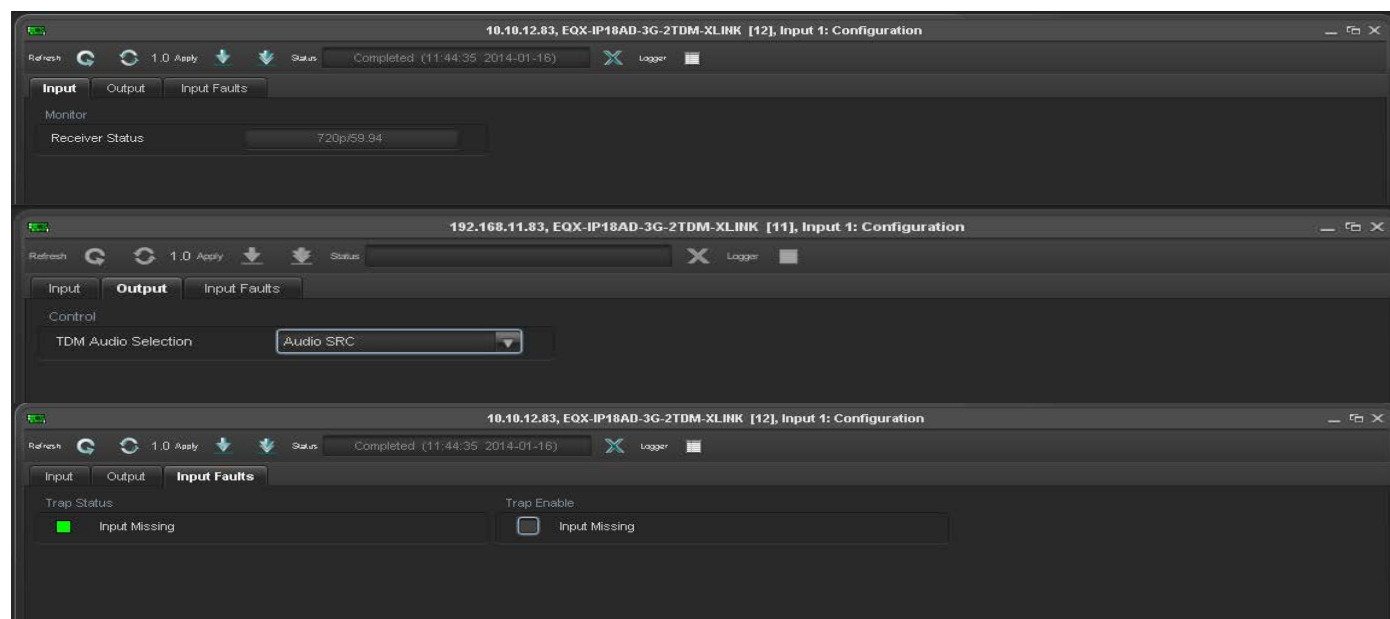 10.10.12.83, EQX-IP18AD-3G-2TDM-XLINK [12], Input 1: Configuration
Refresh 1.0 Apply Status Completed (11:44:35 2014-01-16) Logger
Input Output Input Faults
Monitor
Receiver Status 720p/59.94
192.168.11.83, EQX-IP18AD-3G-2TDM-XLINK [11], Input 1: Configuration
Refresh 1.0 Apply Status Logger
Input Output Input Faults
Control
TDM Audio Selection Audio SRC
10.10.12.83, EQX-IP18AD-3G-2TDM-XLINK [12], Input 1: Configuration
Refresh 1.0 Apply Status Completed (11:44:35 2014-01-16) Logger
Input Output Input Faults
Trap Status Trap Enable
Input Missing Input Missing